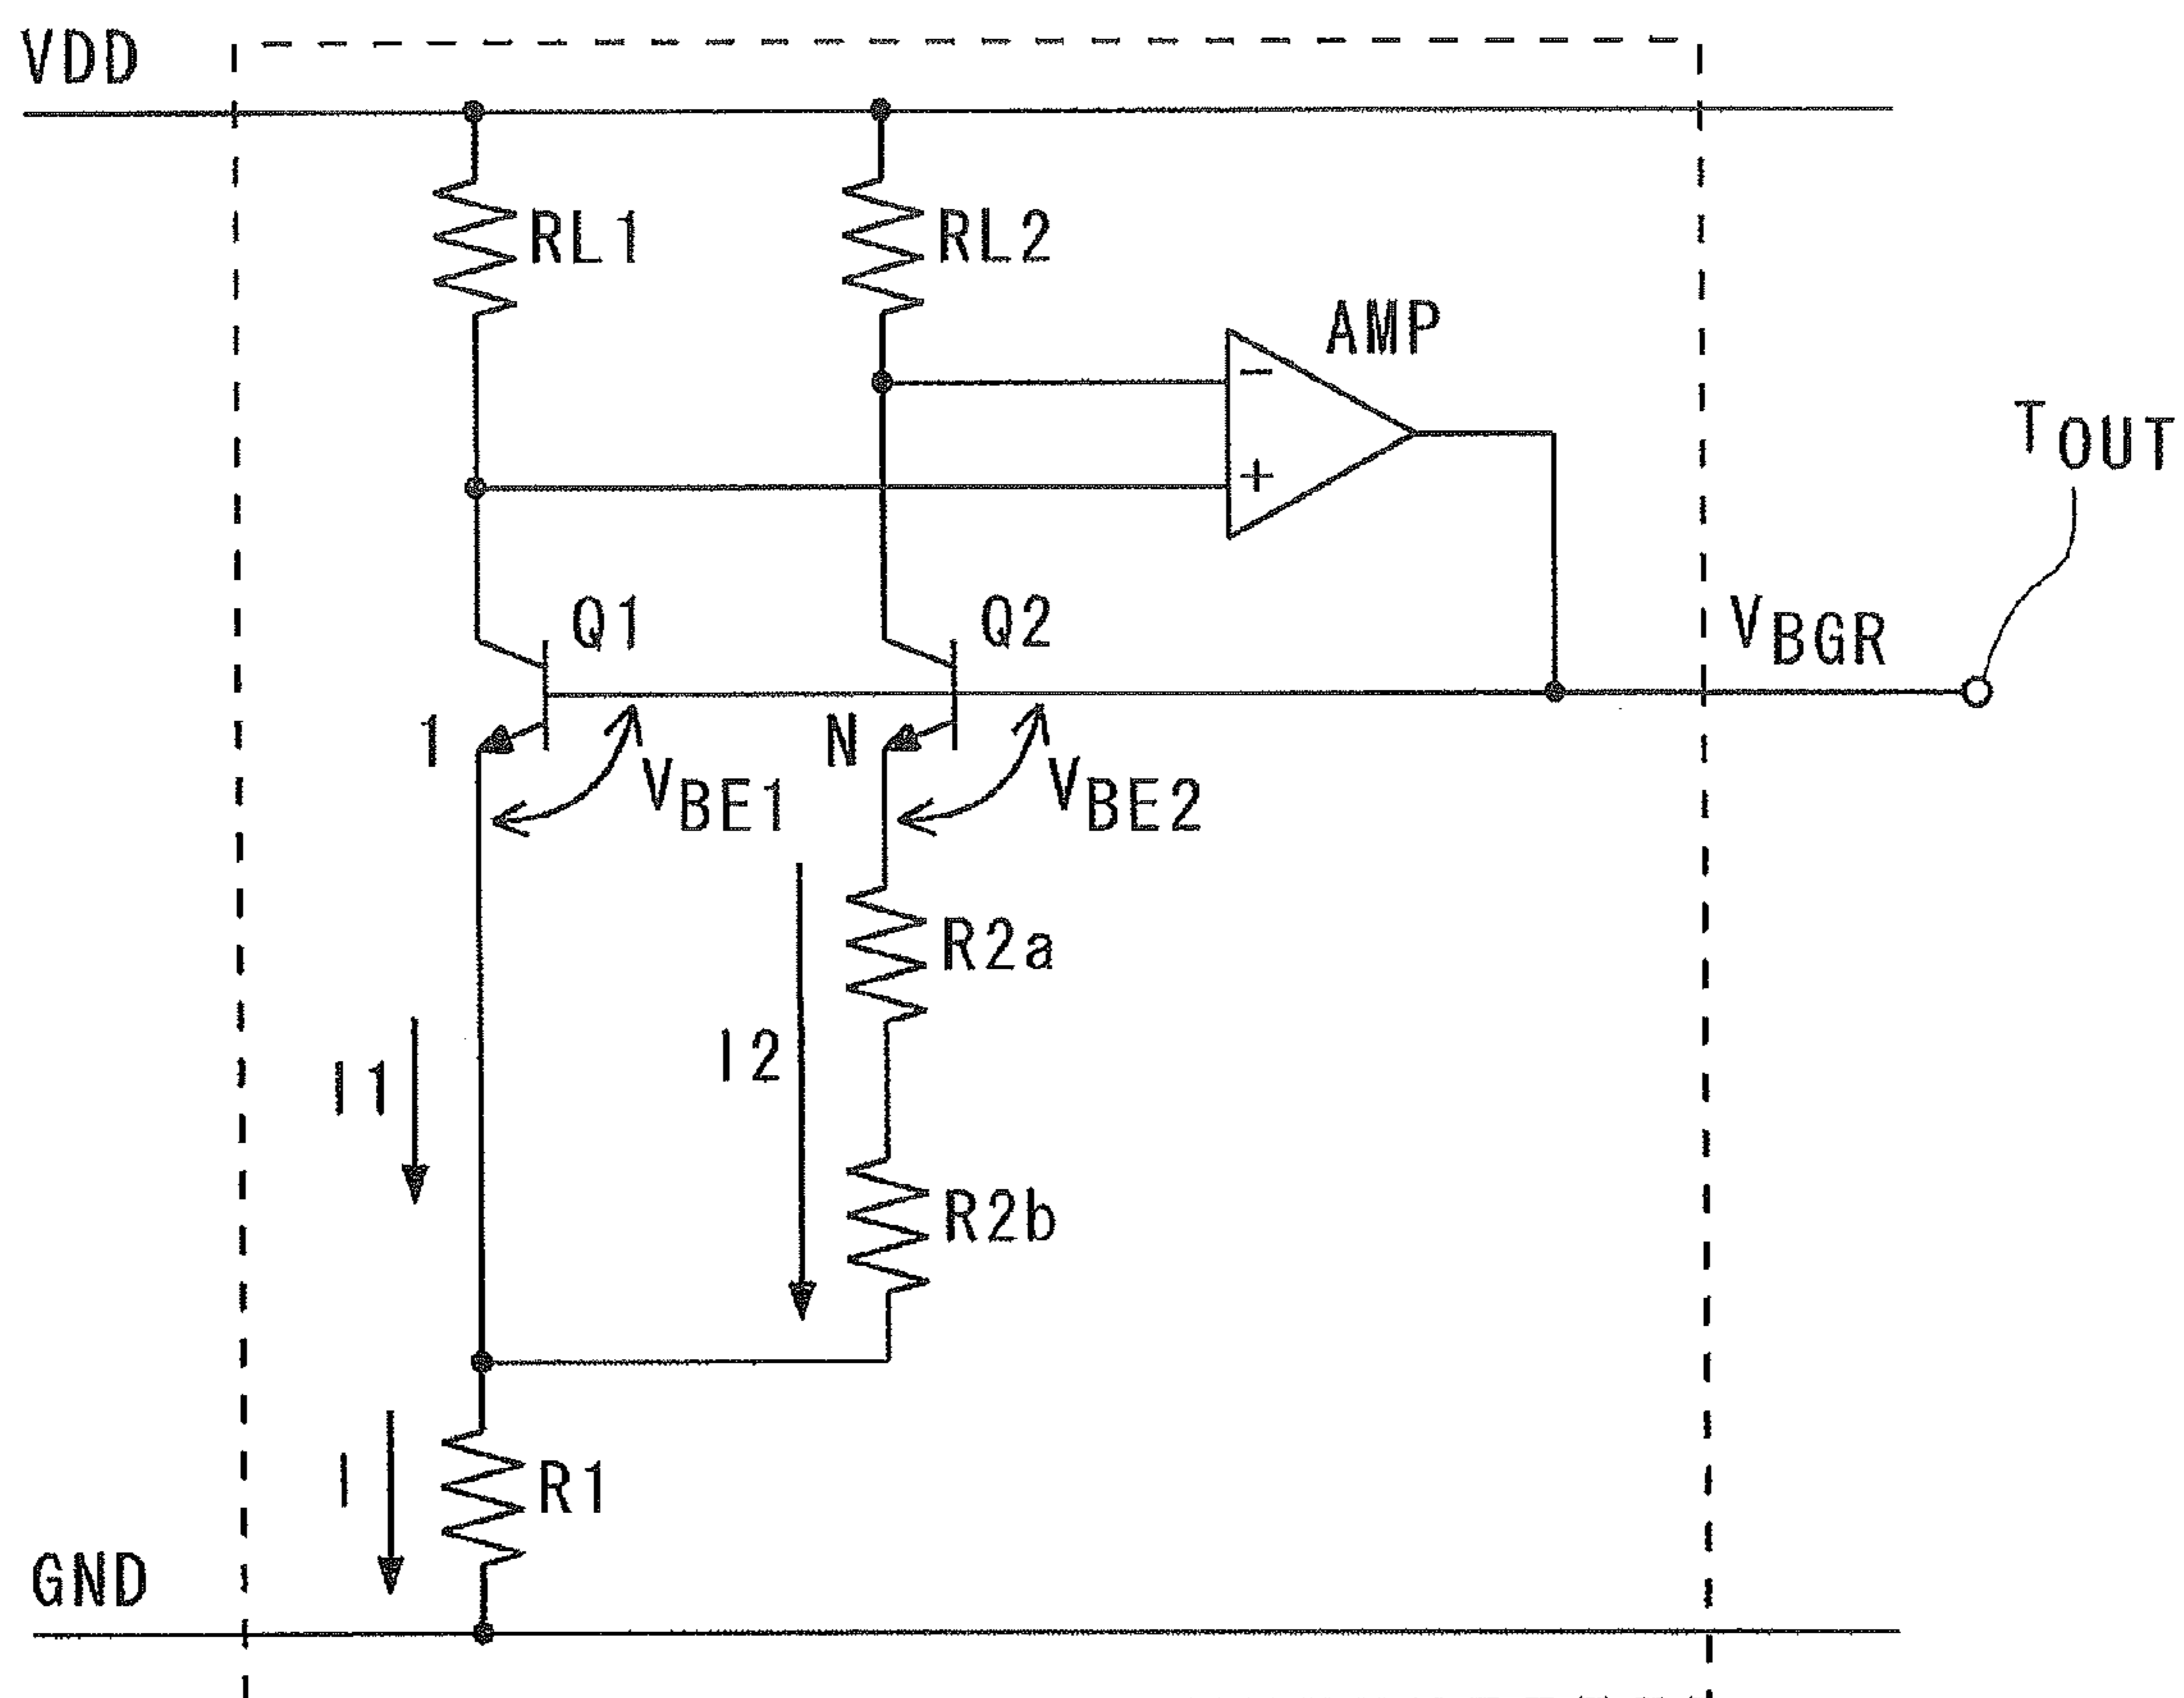 VDD
RL1
RL2
AMP
−
+
TOUT
Q1
Q2
VBGR
1
N
VBE1
VBE2
R2a
I1
I2
R2b
I
R1
GND